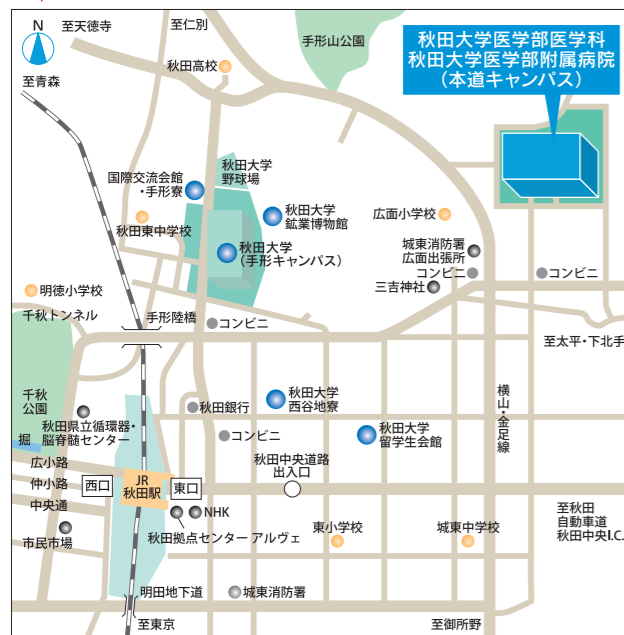 至天徳寺
至仁別
手形山公園
秋田大学医学部医学科
秋田大学医学部附属病院
（本道キャンパス）
N
秋田高校
至青森
国際交流会館
・手形寮
秋田大学
野球場
秋田大学
鉱業博物館
広面小学校
秋田東中学校
秋田大学
（手形キャンパス）
城東消防署
広面出張所
コンビニ
コンビニ
三吉神社
明徳小学校
千秋トンネル
手形陸橋
コンビニ
至太平・下北手
千秋
公園
秋田県立循環器・
脳脊髄センター
秋田銀行
秋田大学
西谷地寮
横山・金足線
コンビニ
秋田大学
留学生会館
堀
広小路
仲小路
中央通
西口
JR
秋田駅
東口
秋田中央道路
出入口
NHK
秋田拠点センター アルヴェ
市民市場
東小学校
城東中学校
至秋田
自動車道
秋田中央I.C.
明田地下道
城東消防署
至東京
至御所野